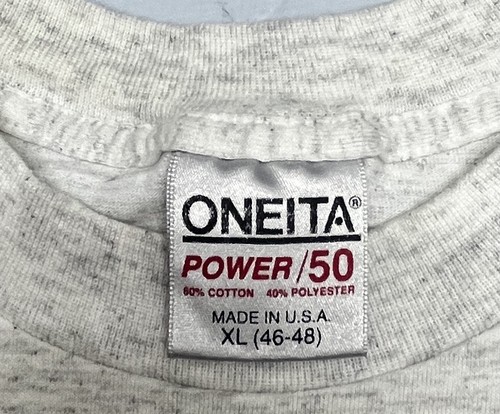 ONEITA®
POWER/50
60% COTTON 40% POLYESTER
MADE IN U.S.A.
XL (46-48)